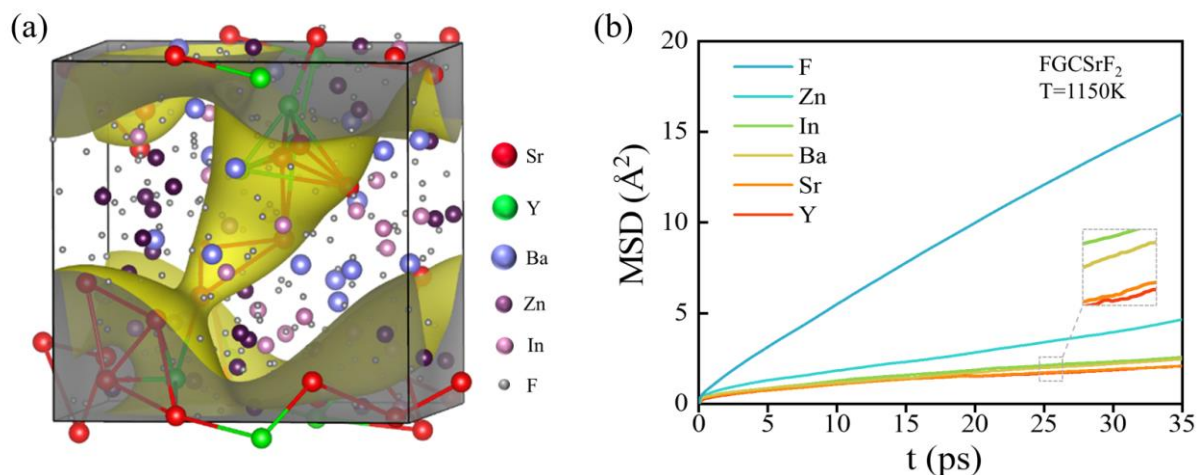 (a)
Sr
Y
Ba
Zn
In
F
(b)
MSD (Å²)
20
15
10
5
0
F
Zn
In
Ba
Sr
Y
FGCSrF₂
T=1150K
0 5 10 15 20 25 30 35
t (ps)